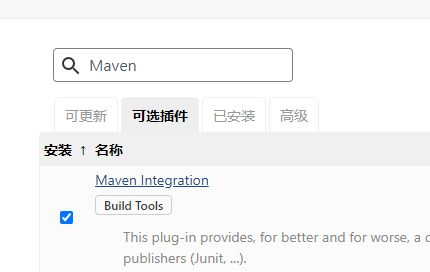 Maven
可更新 可选插件 已安装 高级
安装 ↑ 名称
Maven Integration
Build Tools
This plug-in provides, for better and for worse, a
publishers (Junit, ...).